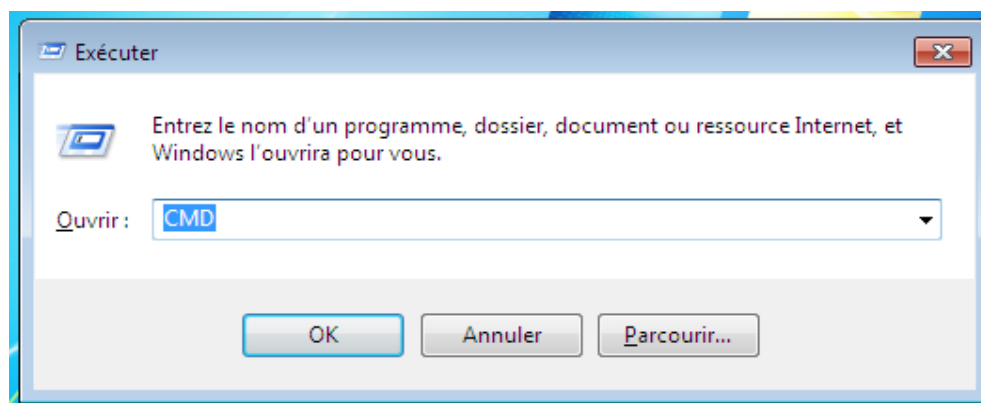 Exécuter
Entrez le nom d'un programme, dossier, document ou ressource Internet, et
Windows l'ouvrira pour vous.
Ouvrir : CMD
OK Annuler Parcourir...